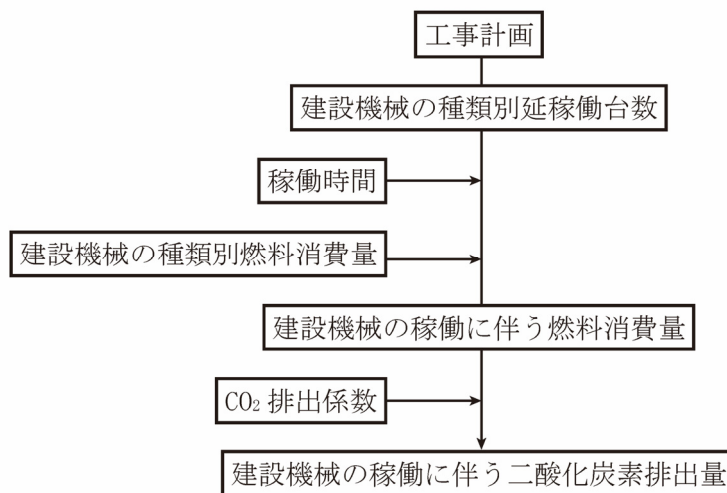 工事計画
建設機械の種類別延稼働台数
稼働時間
建設機械の種類別燃料消費量
建設機械の稼働に伴う燃料消費量
CO₂ 排出係数
建設機械の稼働に伴う二酸化炭素排出量